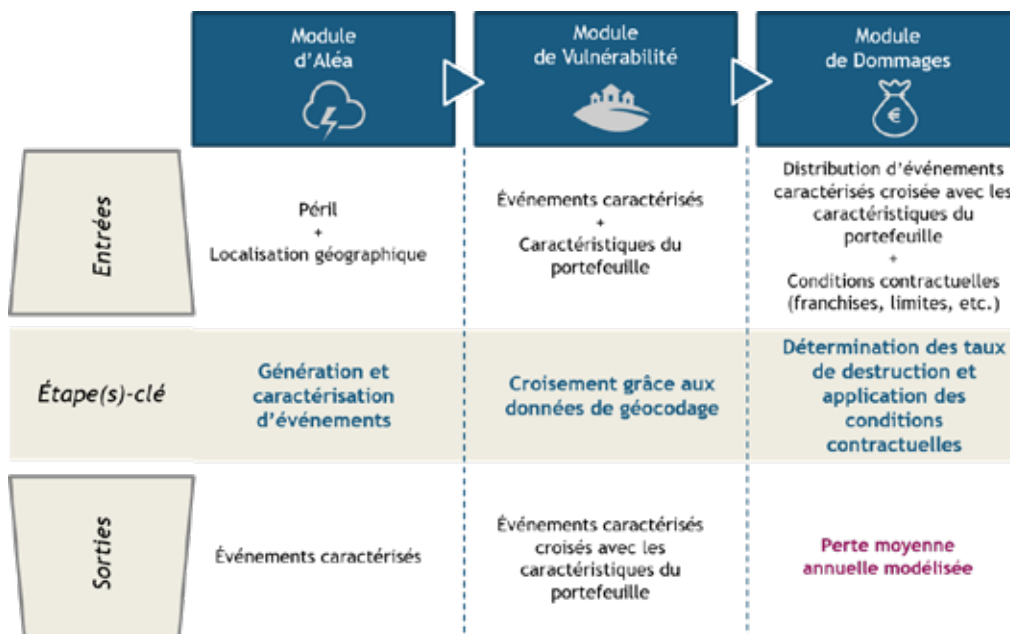 Module
d'Aléa
Module
de Vulnérabilité
Module
de Dommages
€
Entrées
Péril
+
Localisation géographique
Événements caractérisés
+
Caractéristiques du
portefeuille
Distribution d'événements
caractérisés croisée avec les
caractéristiques du
portefeuille
+
Conditions contractuelles
(franchises, limites, etc.)
Étape(s)-clé
Génération et
caractérisation
d'événements
Croisement grâce aux
données de géocodage
Détermination des taux
de destruction et
application des
conditions
contractuelles
Sorties
Événements caractérisés
Événements caractérisés
croisés avec les
caractéristiques du
portefeuille
Perte moyenne
annuelle modélisée